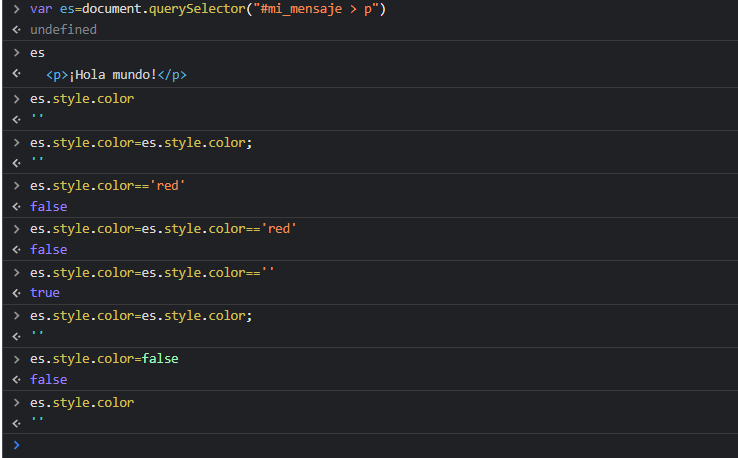 > var es=document.querySelector("#mi_mensaje > p")
undefined
> es
<p>¡Hola mundo!</p>
> es.style.color
''
> es.style.color=es.style.color;
''
> es.style.color=='red'
false
> es.style.color=es.style.color=='red'
false
> es.style.color=es.style.color==''
true
> es.style.color=es.style.color;
''
> es.style.color=false
false
> es.style.color
''
>